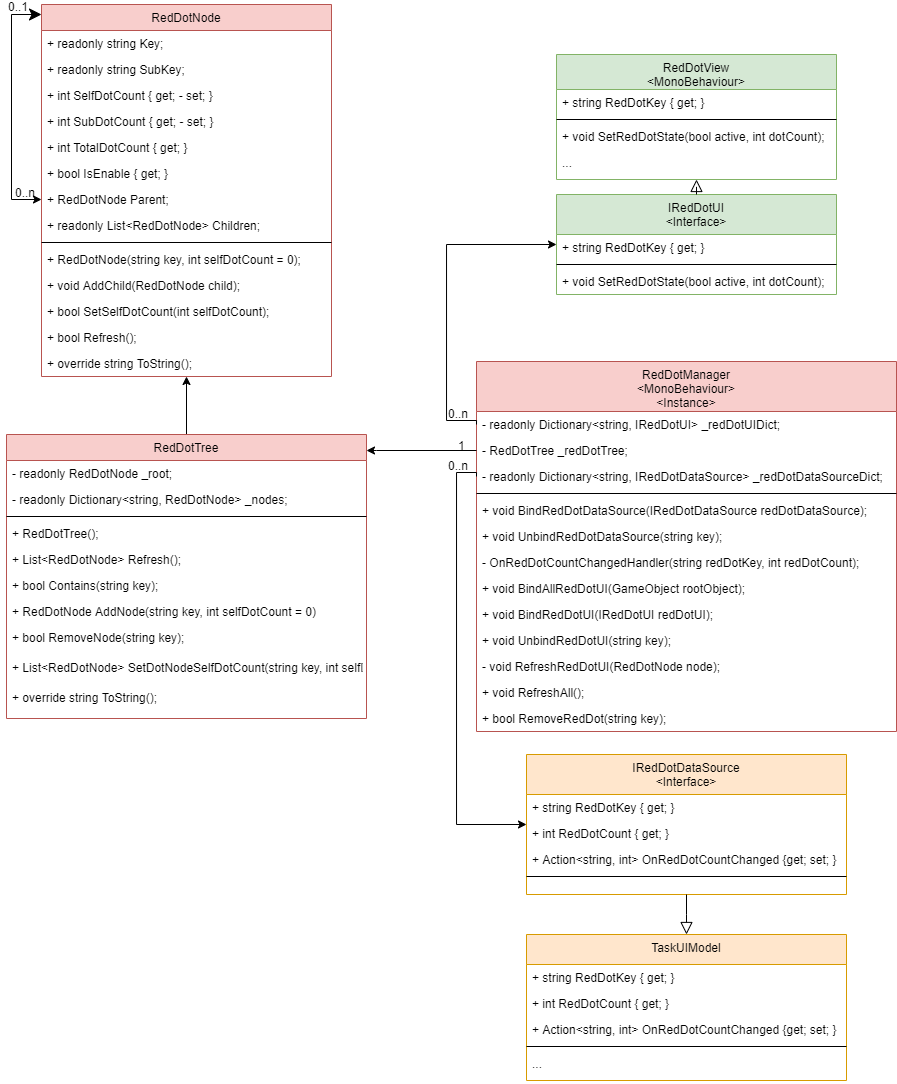 0..1
RedDotNode
+ readonly string Key;
+ readonly string SubKey;
+ int SelfDotCount { get; - set; }
+ int SubDotCount { get; - set; }
+ int TotalDotCount { get; }
+ bool IsEnable { get; }
0..n
+ RedDotNode Parent;
+ readonly List<RedDotNode> Children;
+ RedDotNode(string key, int selfDotCount = 0);
+ void AddChild(RedDotNode child);
+ bool SetSelfDotCount(int selfDotCount);
+ bool Refresh();
+ override string ToString();
RedDotView
<MonoBehaviour>
+ string RedDotKey { get; }
+ void SetRedDotState(bool active, int dotCount);
...
IRedDotUI
<Interface>
+ string RedDotKey { get; }
+ void SetRedDotState(bool active, int dotCount);
RedDotTree
- readonly RedDotNode _root;
- readonly Dictionary<string, RedDotNode> _nodes;
+ RedDotTree();
+ List<RedDotNode> Refresh();
+ bool Contains(string key);
+ RedDotNode AddNode(string key, int selfDotCount = 0)
+ bool RemoveNode(string key);
+ List<RedDotNode> SetDotNodeSelfDotCount(string key, int self
+ override string ToString();
RedDotManager
<MonoBehaviour>
<Instance>
0..n
- readonly Dictionary<string, IRedDotUI> _redDotUIDict;
1
- RedDotTree _redDotTree;
0..n
- readonly Dictionary<string, IRedDotDataSource> _redDotDataSourceDict;
+ void BindRedDotDataSource(IRedDotDataSource redDotDataSource);
+ void UnbindRedDotDataSource(string key);
- OnRedDotCountChangedHandler(string redDotKey, int redDotCount);
+ void BindAllRedDotUI(GameObject rootObject);
+ void BindRedDotUI(IRedDotUI redDotUI);
+ void UnbindRedDotUI(string key);
- void RefreshRedDotUI(RedDotNode node);
+ void RefreshAll();
+ bool RemoveRedDot(string key);
IRedDotDataSource
<Interface>
+ string RedDotKey { get; }
+ int RedDotCount { get; }
+ Action<string, int> OnRedDotCountChanged {get; set; }
TaskUIModel
+ string RedDotKey { get; }
+ int RedDotCount { get; }
+ Action<string, int> OnRedDotCountChanged {get; set; }
...